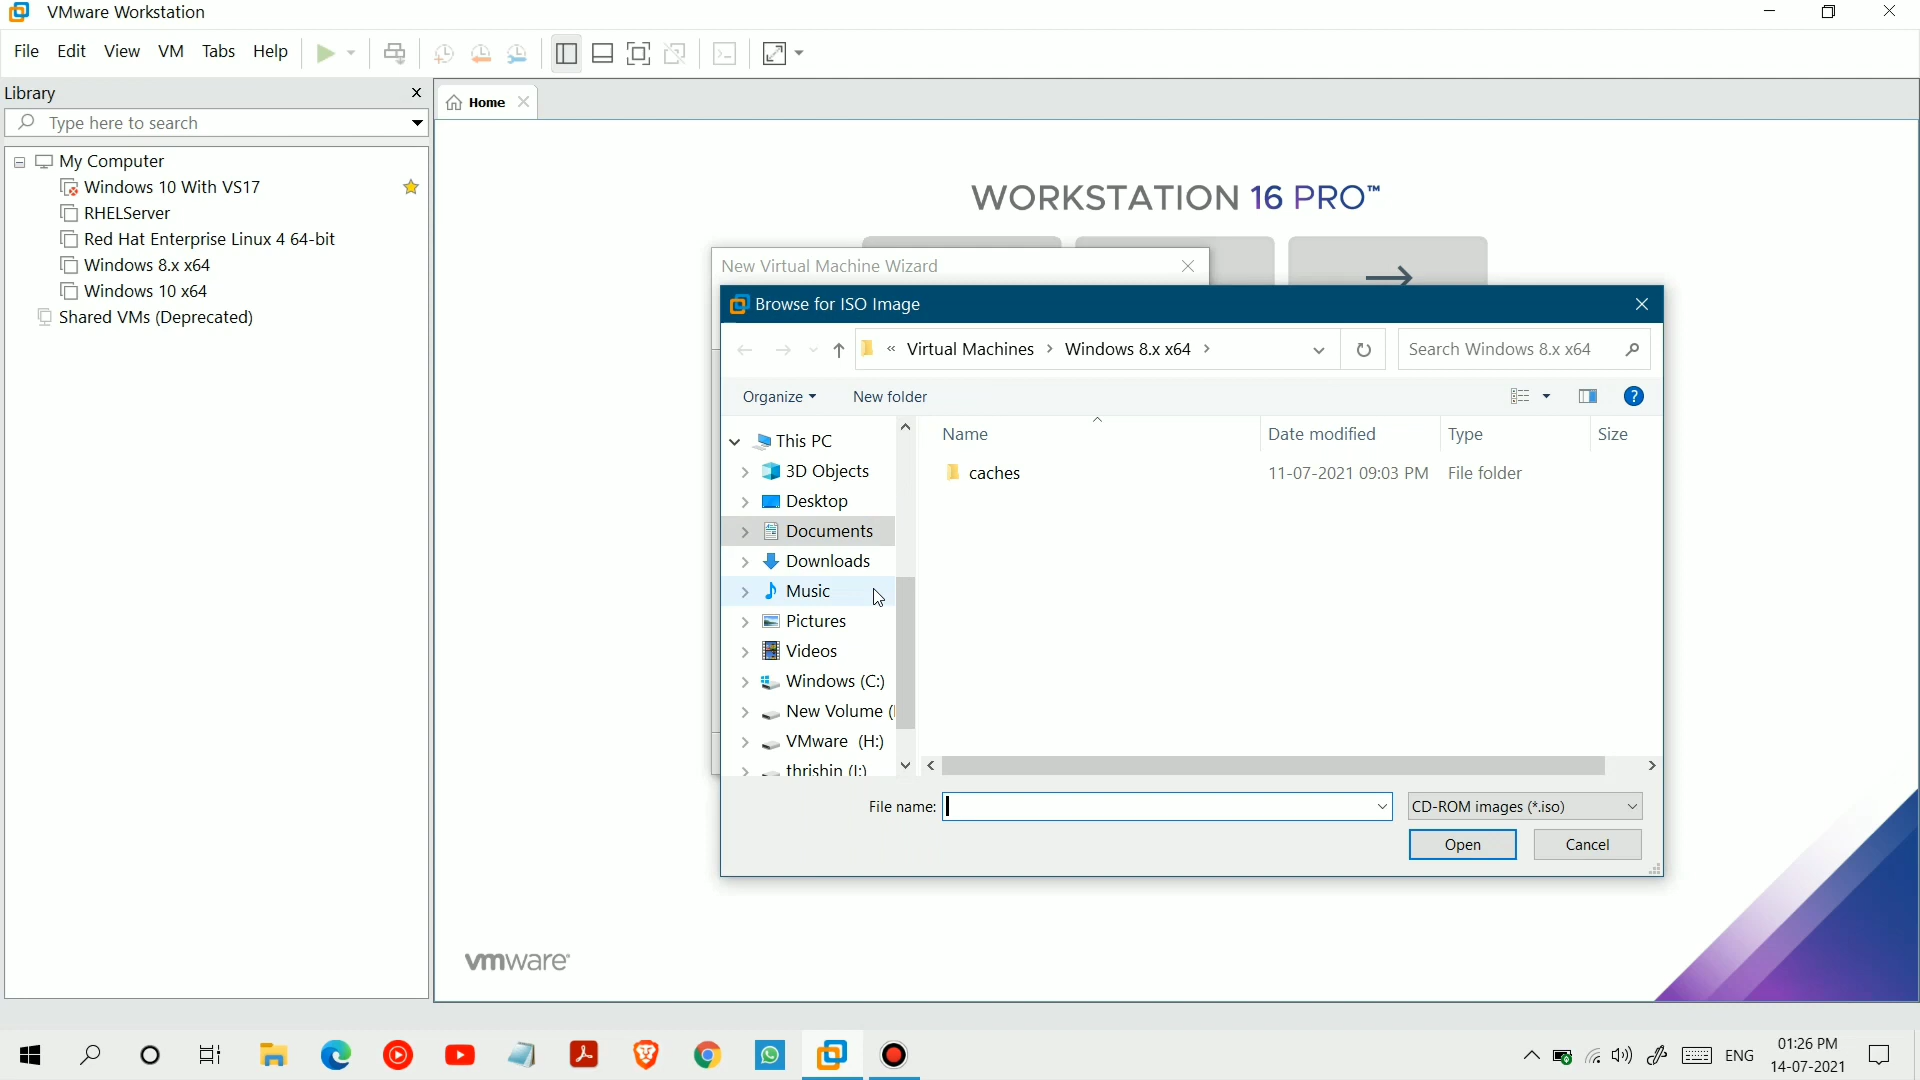 VMware Workstation
File Edit View VM Tabs Help
Library
Type here to search
My Computer
Windows 10 With VS17
RHELServer
Red Hat Enterprise Linux 4 64-bit
Windows 8.x x64
Windows 10 x64
Shared VMs (Deprecated)
Home
WORKSTATION 16 PRO™
New Virtual Machine Wizard
Browse for ISO Image
« Virtual Machines › Windows 8.x x64 ›
Search Windows 8.x x64
Organize
New folder
This PC
3D Objects
Desktop
Documents
Downloads
Music
Pictures
Videos
Windows (C:)
New Volume (
VMware (H:)
thrishin (I:)
Name Date modified Type Size
caches 11-07-2021 09:03 PM File folder
File name:
CD-ROM images (*.iso)
Open Cancel
vmware®
ENG
01:26 PM
14-07-2021